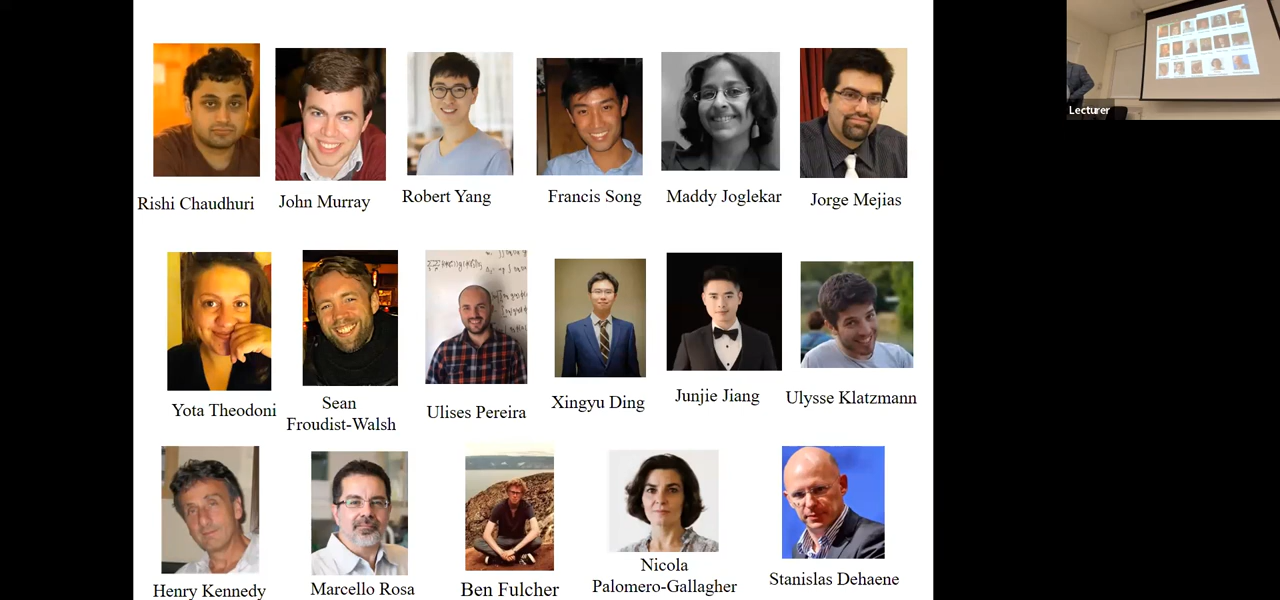 Lecturer
Rishi Chaudhuri
John Murray
Robert Yang
Francis Song
Maddy Joglekar
Jorge Mejias
Yota Theodoni
Sean
Froudist-Walsh
Ulises Pereira
Xingyu Ding
Junjie Jiang
Ulysse Klatzmann
Henry Kennedy
Marcello Rosa
Ben Fulcher
Nicola
Palomero-Gallagher
Stanislas Dehaene